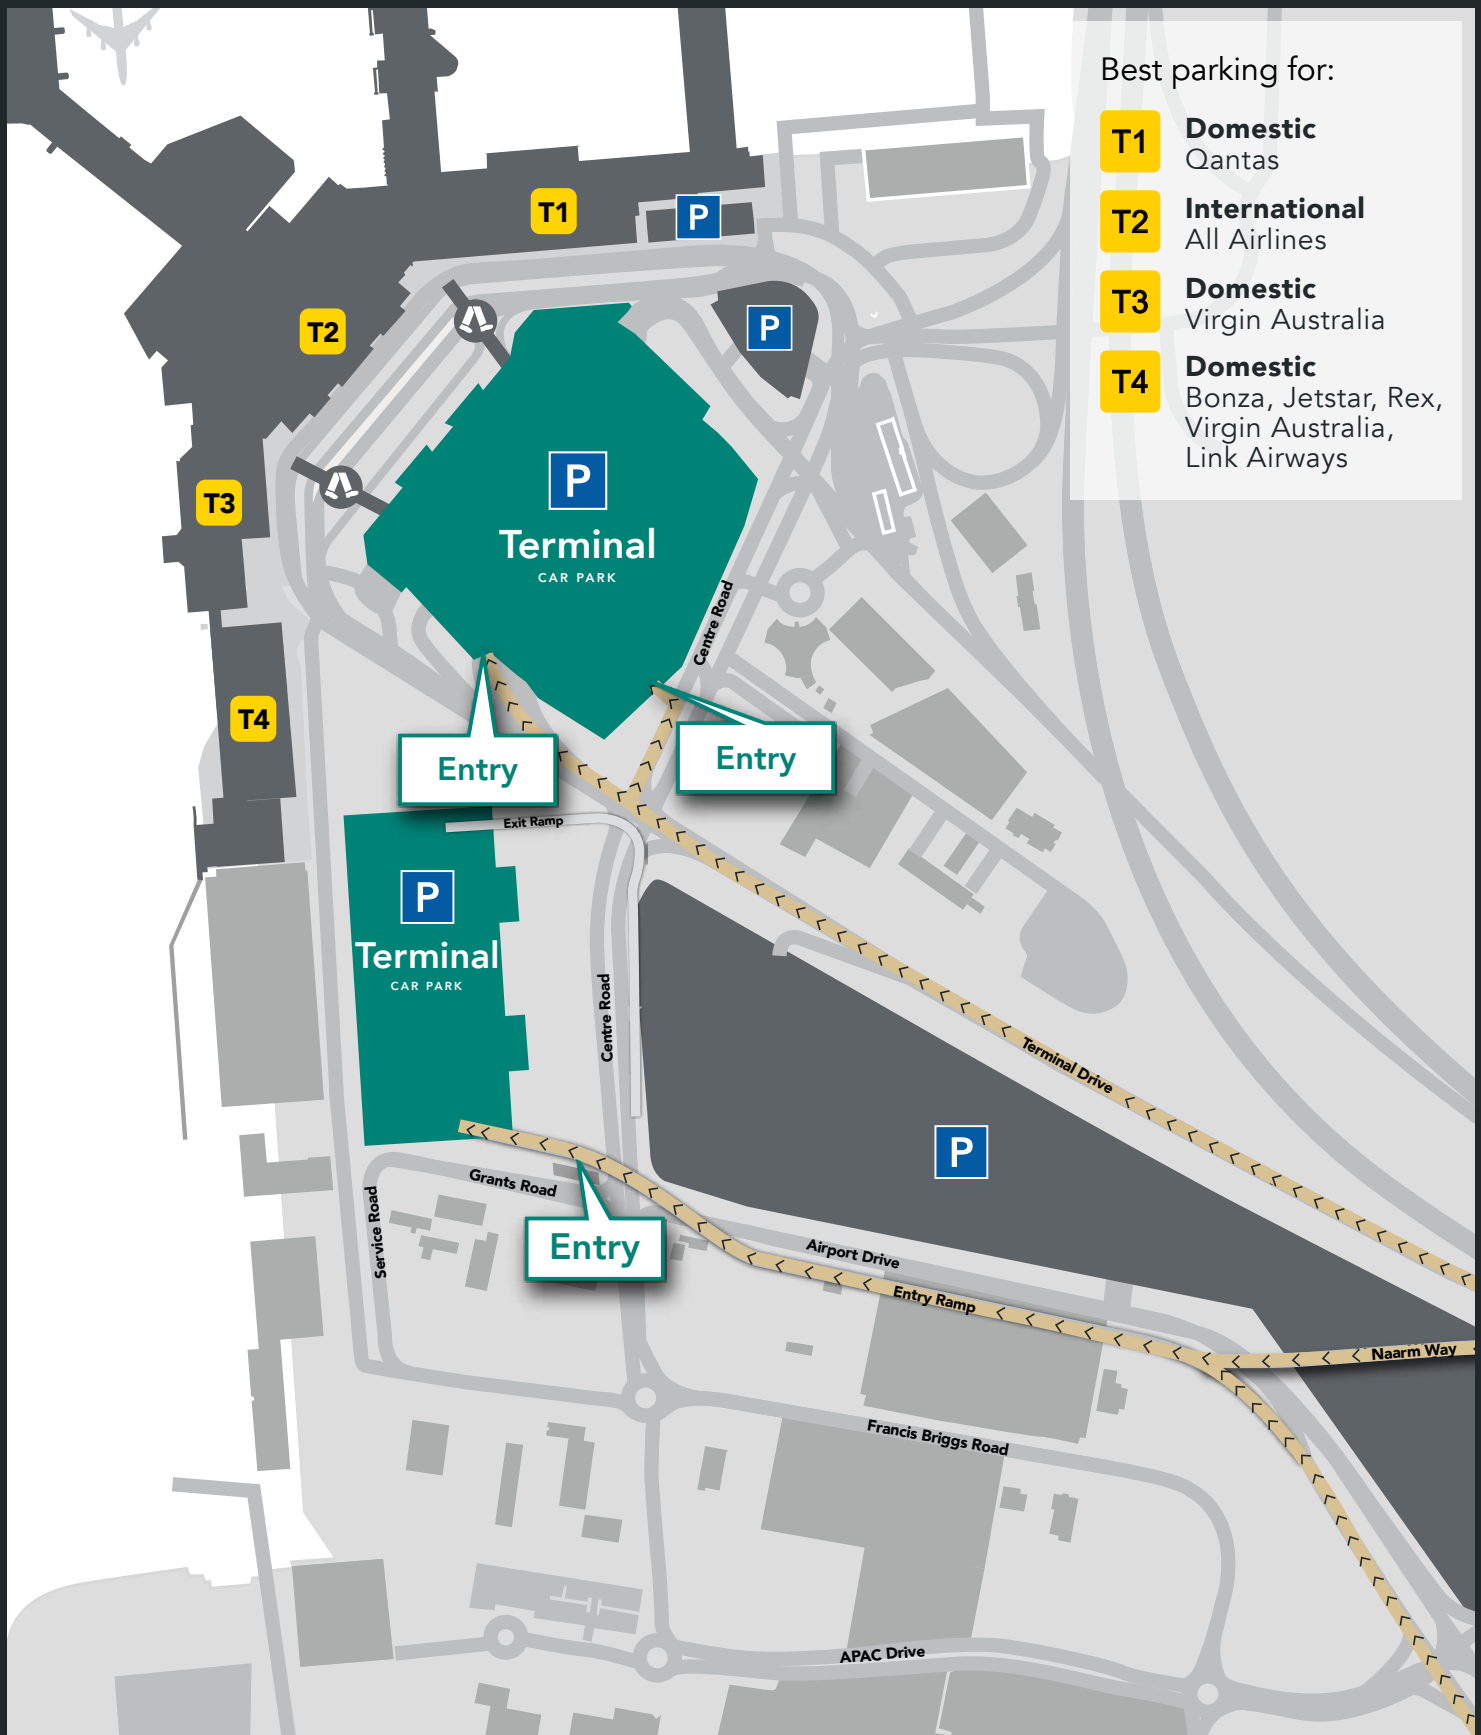 Best parking for:
T1
Domestic
Qantas
T2
International
All Airlines
T3
Domestic
Virgin Australia
T4
Domestic
Bonza, Jetstar, Rex,
Virgin Australia,
Link Airways
T1
P
T2
P
T3
P
Terminal
CAR PARK
Centre Road
T4
Entry
Entry
Exit Ramp
P
Terminal
CAR PARK
Centre Road
Terminal Drive
P
Grants Road
Service Road
Entry
Airport Drive
Entry Ramp
Naarm Way
Francis Briggs Road
APAC Drive